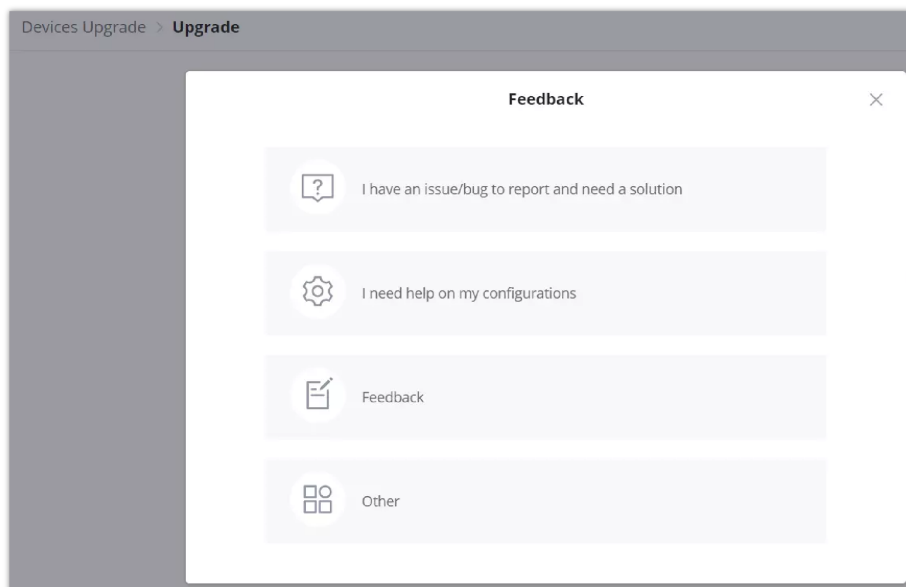 Devices Upgrade > Upgrade
Feedback
I have an issue/bug to report and need a solution
I need help on my configurations
Feedback
Other